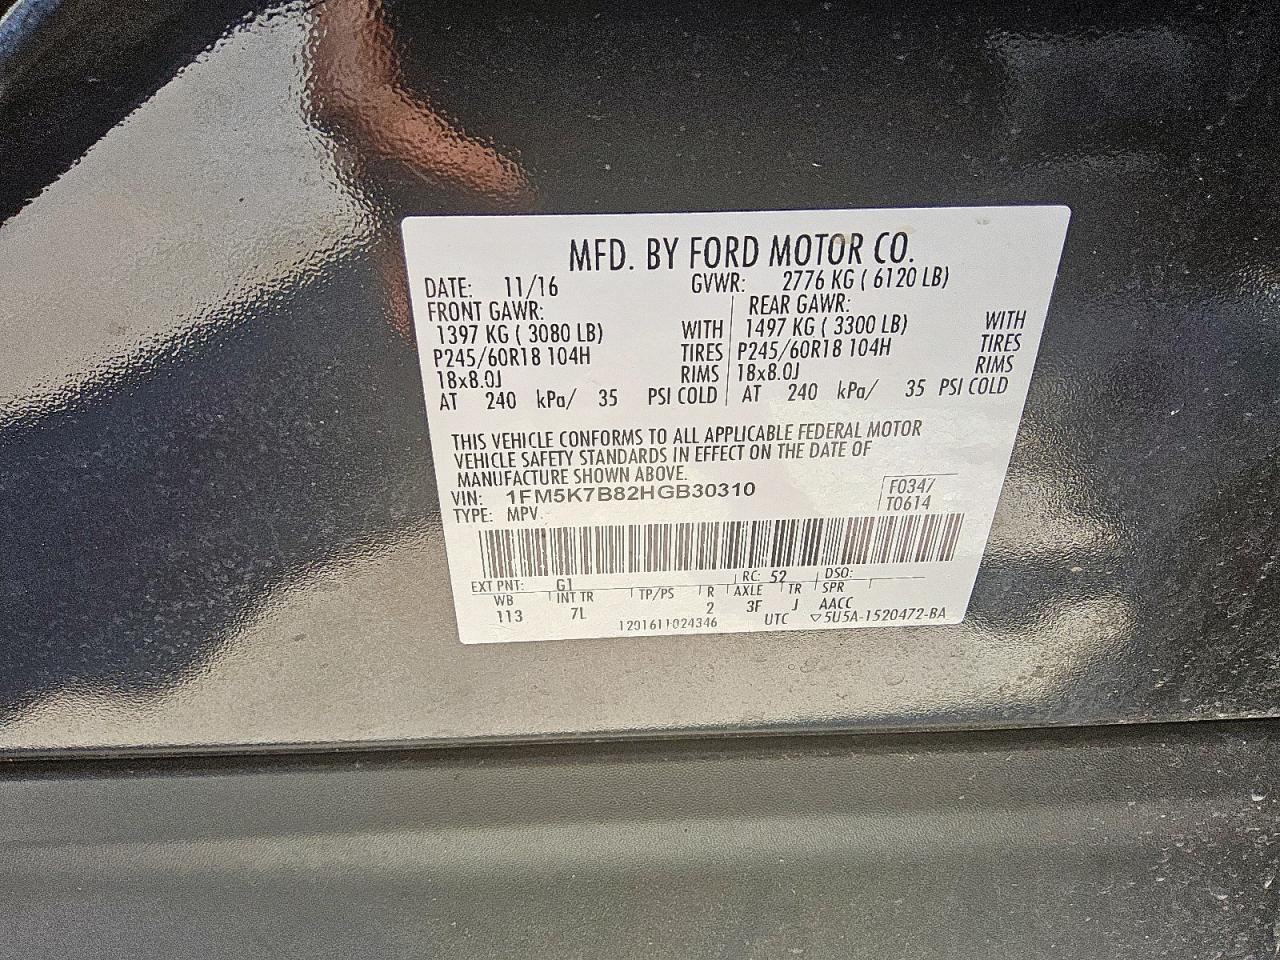 MFD. BY FORD MOTOR CO.
DATE: 11/16 GVWR: 2776 KG ( 6120 LB)
FRONT GAWR: REAR GAWR:
1397 KG ( 3080 LB) WITH 1497 KG ( 3300 LB) WITH
P245/60R18 104H TIRES P245/60R18 104H TIRES
18x8.0J RIMS 18x8.0J RIMS
AT 240 kPa/ 35 PSI COLD AT 240 kPa/ 35 PSI COLD
THIS VEHICLE CONFORMS TO ALL APPLICABLE FEDERAL MOTOR
VEHICLE SAFETY STANDARDS IN EFFECT ON THE DATE OF
MANUFACTURE SHOWN ABOVE.
VIN: 1FM5K7B82HGB30310 F0347
TYPE: MPV T0614
EXT PNT: G1 RC: 52 DSO:
WB INT TR TP/PS R AXLE TR SPR
113 7L 2 3F J AACC
1201611024346 UTC ▽5U5A-1520472-BA